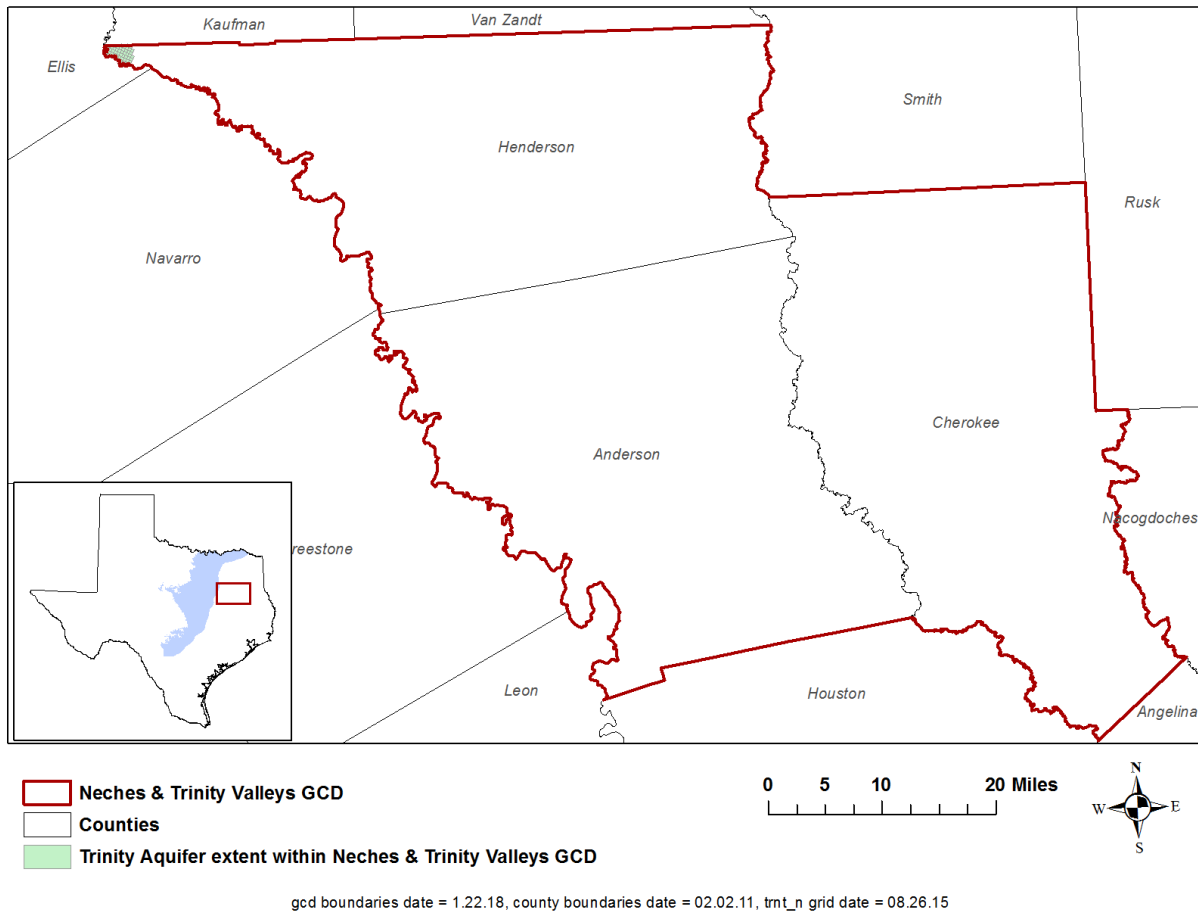 Kaufman
Van Zandt
Ellis
Smith
Henderson
Rusk
Navarro
Cherokee
Anderson
Nacogdoches
reestone
Leon
Houston
Angelina
0 5 10 20 Miles
N
W E
S
Neches & Trinity Valleys GCD
Counties
Trinity Aquifer extent within Neches & Trinity Valleys GCD
gcd boundaries date = 1.22.18, county boundaries date = 02.02.11, trnt_n grid date = 08.26.15